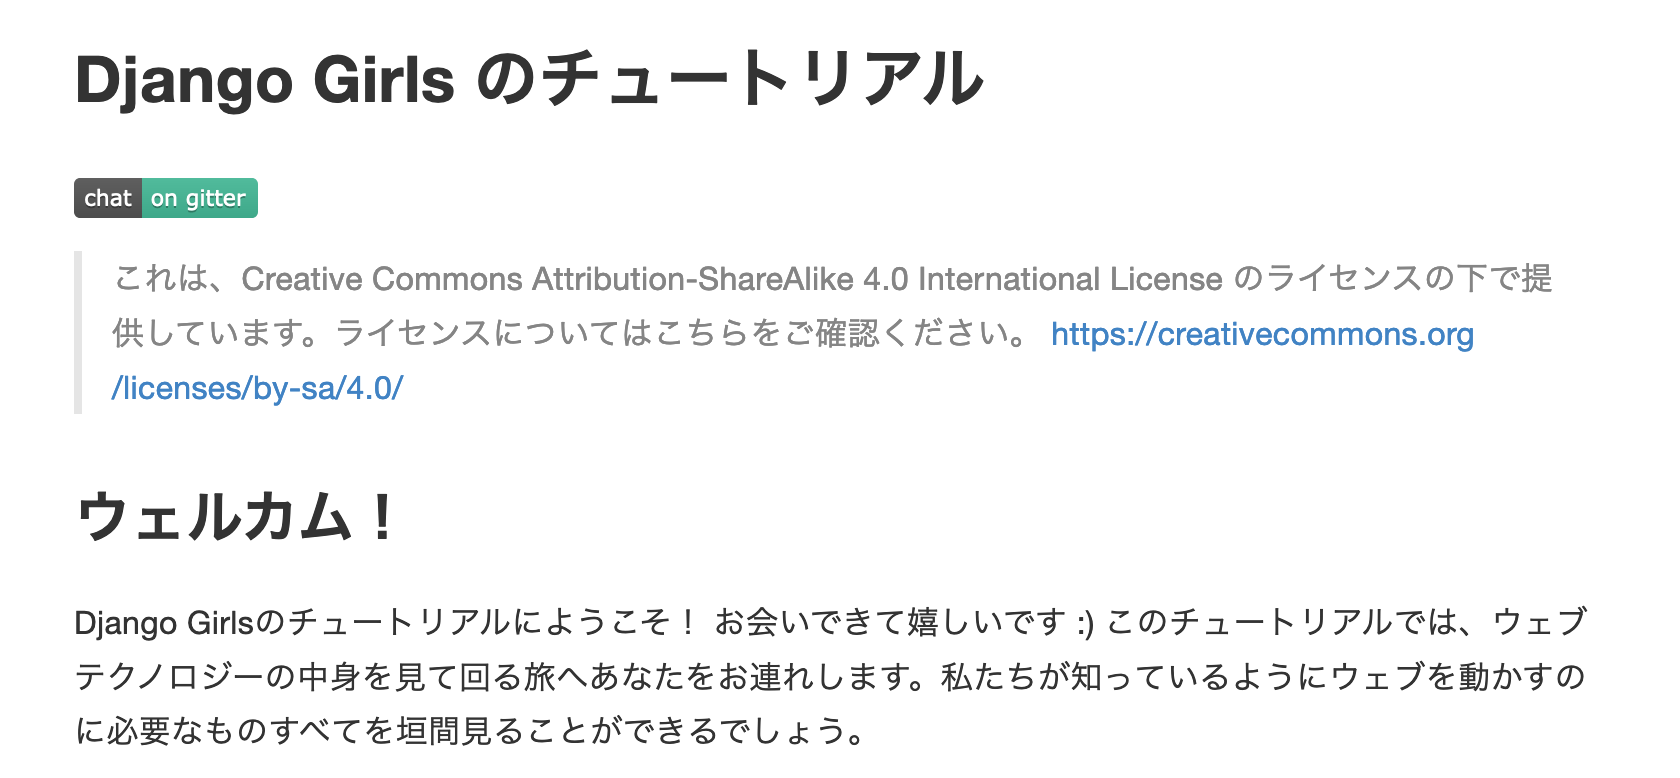 Django Girls のチュートリアル
chat on gitter
これは、Creative Commons Attribution-ShareAlike 4.0 International License のライセンスの下で提
供しています。ライセンスについてはこちらをご確認ください。 https://creativecommons.org
/licenses/by-sa/4.0/
ウェルカム！
Django Girlsのチュートリアルにようこそ！ お会いできて嬉しいです :) このチュートリアルでは、ウェブ
テクノロジーの中身を見て回る旅へあなたをお連れします。私たちが知っているようにウェブを動かすの
に必要なものすべてを垣間見ることができるでしょう。